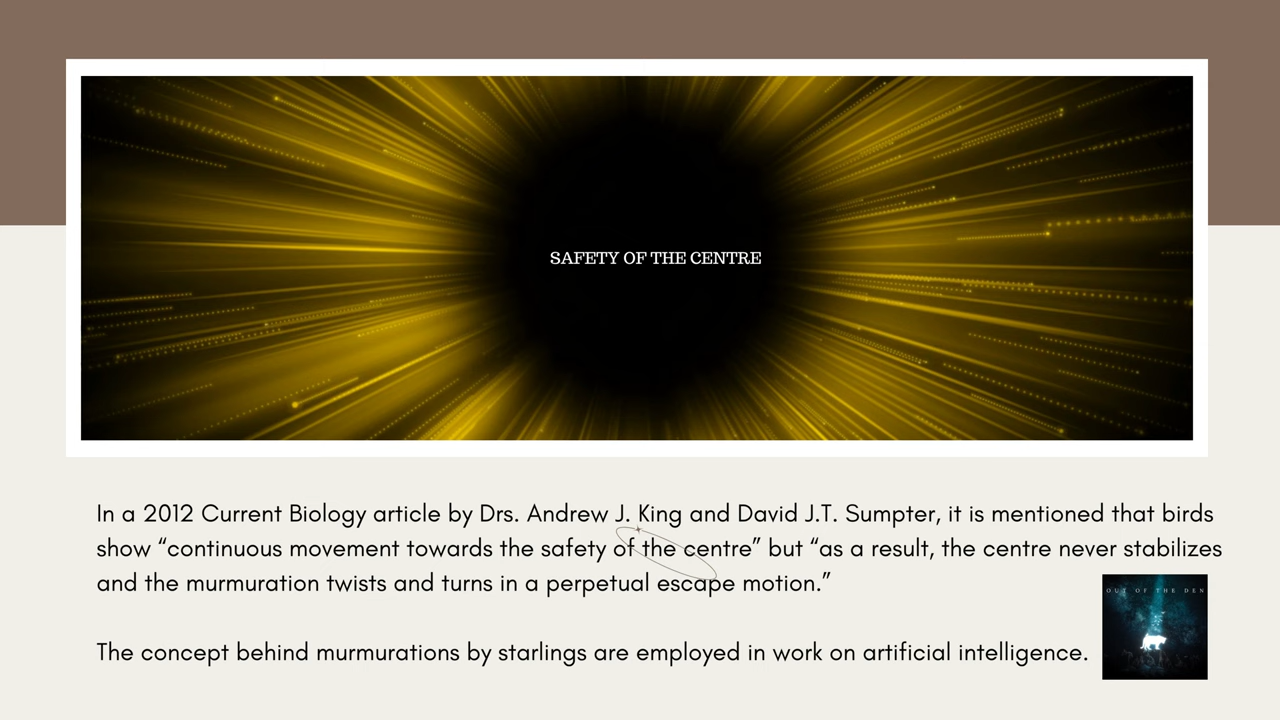 SAFETY OF THE CENTRE
In a 2012 Current Biology article by Drs. Andrew J. King and David J.T. Sumpter, it is mentioned that birds
show “continuous movement towards the safety of the centre” but “as a result, the centre never stabilizes
and the murmuration twists and turns in a perpetual escape motion.”
OUT OF THE DEN
The concept behind murmurations by starlings are employed in work on artificial intelligence.